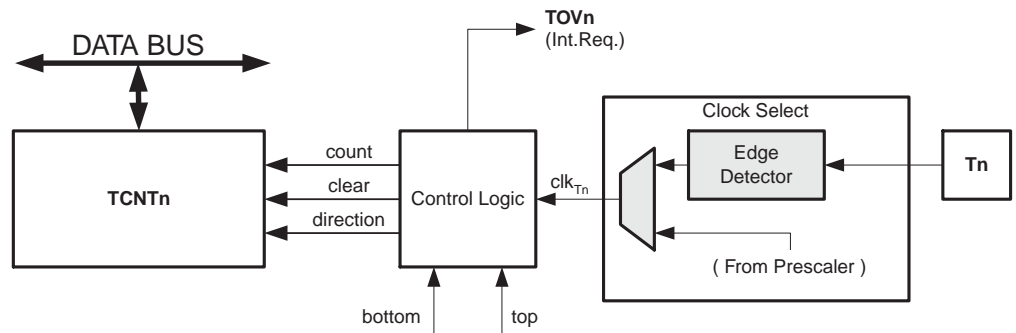 TOVn
(Int.Req.)
DATA BUS
Clock Select
TCNTn
count
clear
direction
Control Logic
clkTn
Edge
Detector
Tn
( From Prescaler )
bottom
top